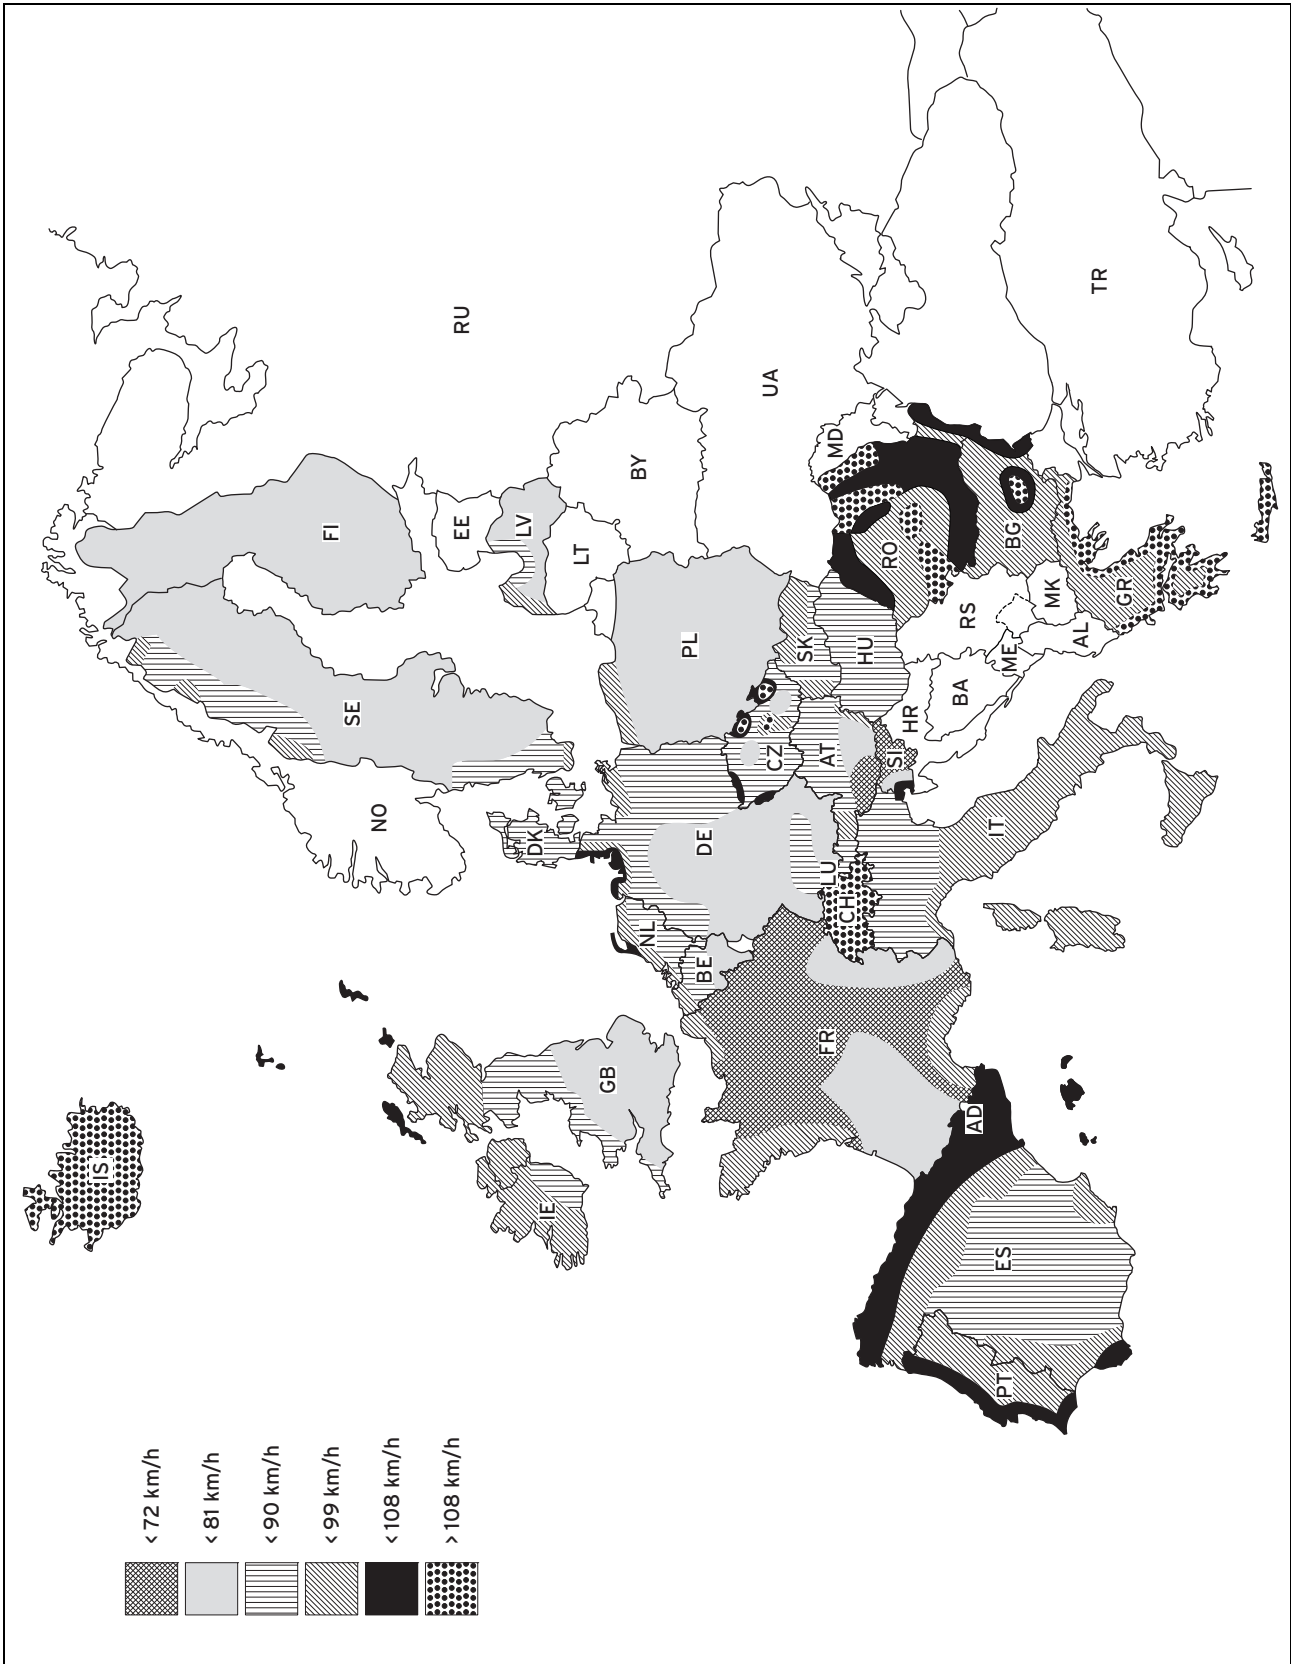 < 72 km/h
< 81 km/h
< 90 km/h
< 99 km/h
<108 km/h
>108 km/h
IS
NO
SE
FI
RU
EE
LV
LT
BY
DK
IE
GB
NL
BE
DE
PL
CZ
SK
UA
MD
FR
LU
CH
AT
HU
RO
SI
HR
BA
RS
ME
MK
AL
BG
GR
TR
IT
AD
ES
PT